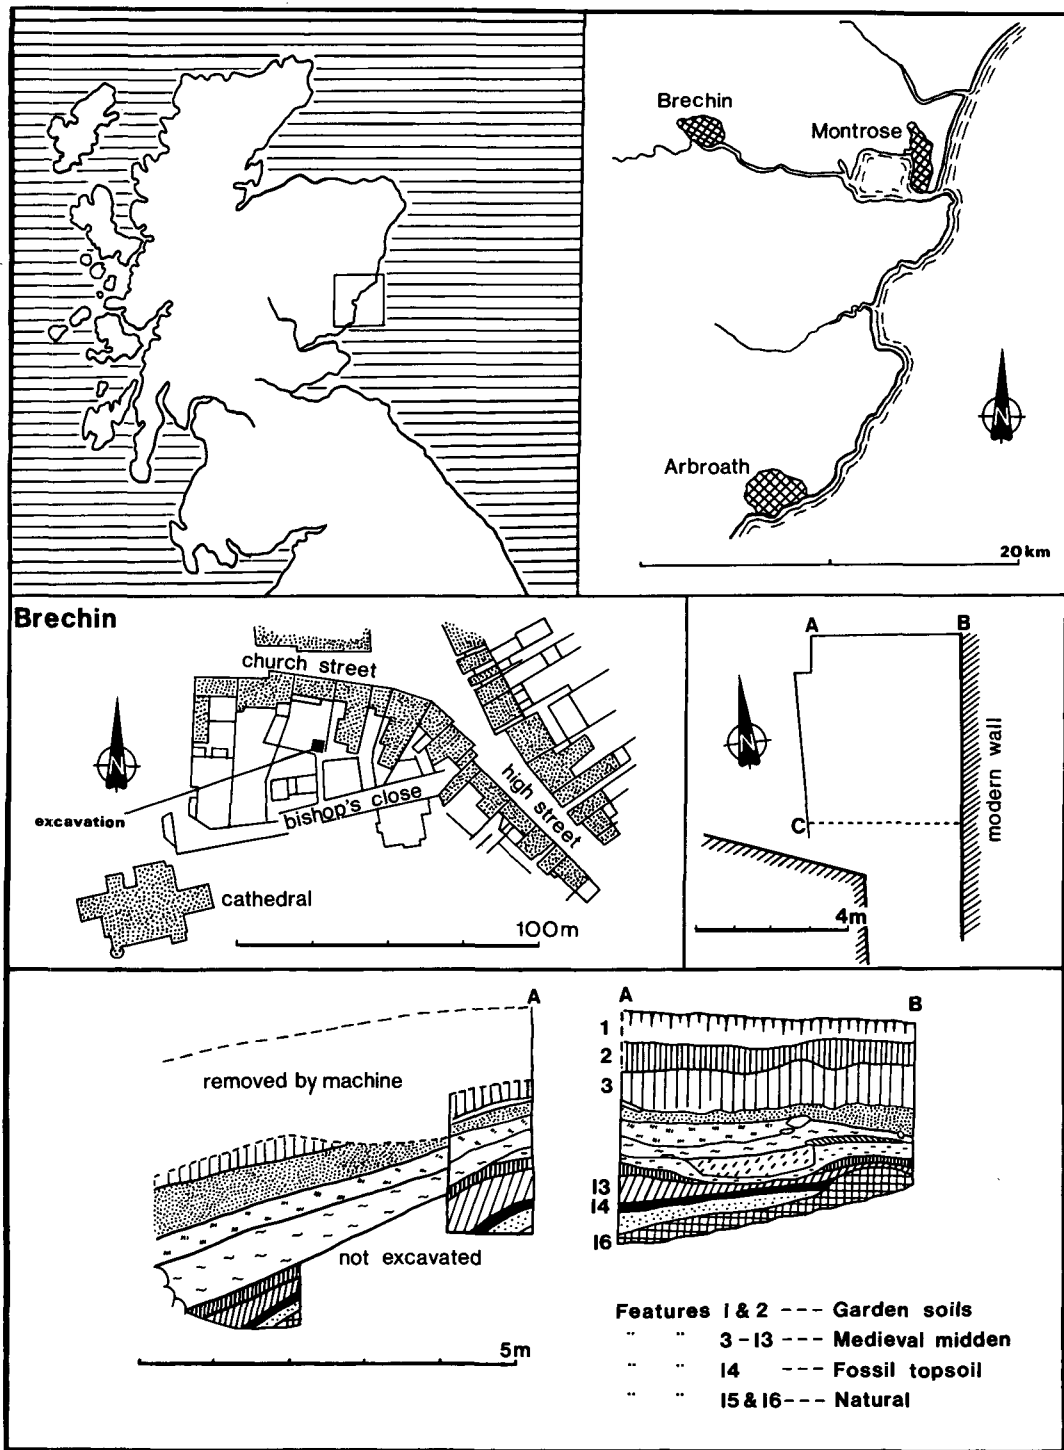 Brechin
Montrose
Arbroath
N
20km
Brechin
church street
N
high street
bishop's close
excavation
cathedral
100m
A B
N
modern wall
C
4m
A
removed by machine
not excavated
5m
A B
1
2
3
13
14
16
Features 1 & 2 --- Garden soils
" " 3-13 --- Medieval midden
" " 14 --- Fossil topsoil
" " 15 & 16 --- Natural